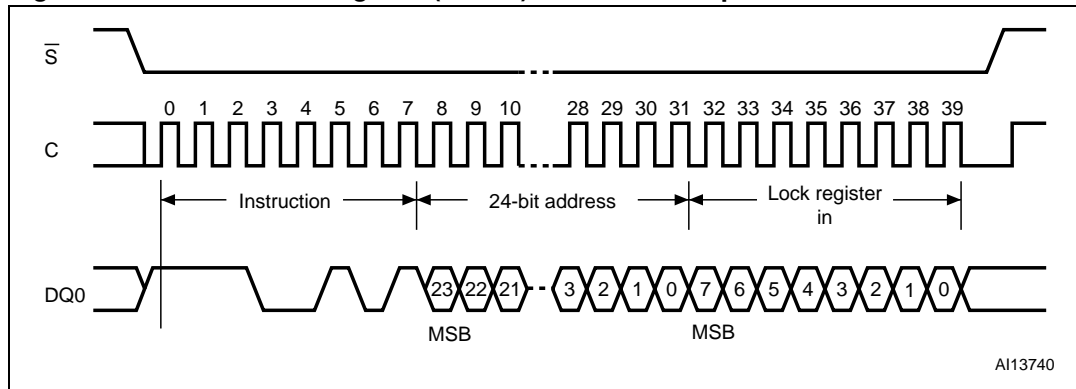 S̅
0 1 2 3 4 5 6 7 8 9 10 28 29 30 31 32 33 34 35 36 37 38 39
C
Instruction 24-bit address Lock register
in
DQ0 23 22 21 3 2 1 0 7 6 5 4 3 2 1 0
MSB MSB
AI13740